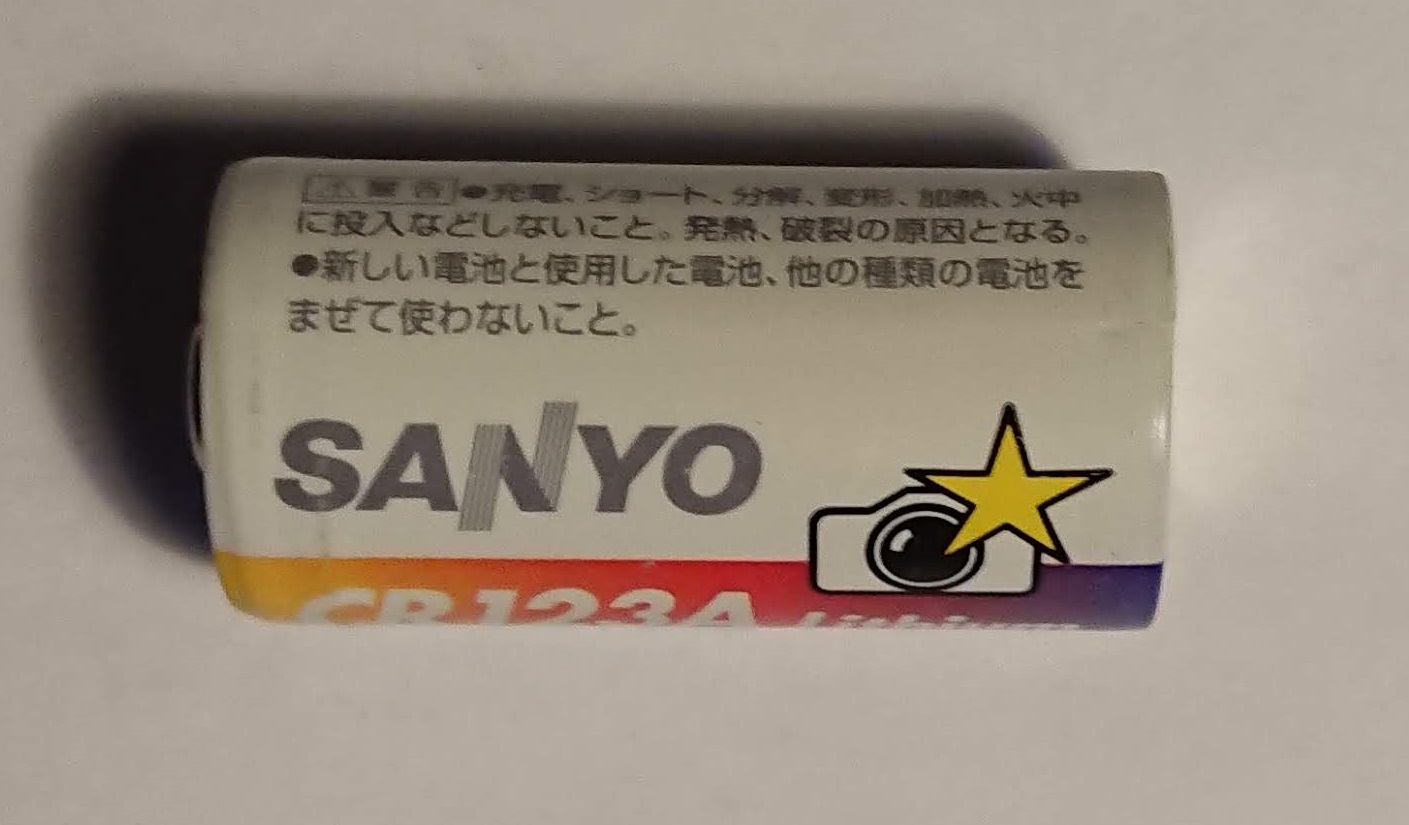 ⚠警告●充電、ショート、分解、変形、加熱、火中
に投入などしないこと。発熱、破裂の原因となる。
●新しい電池と使用した電池、他の種類の電池を
まぜて使わないこと。
SANYO
CR123A Lithium